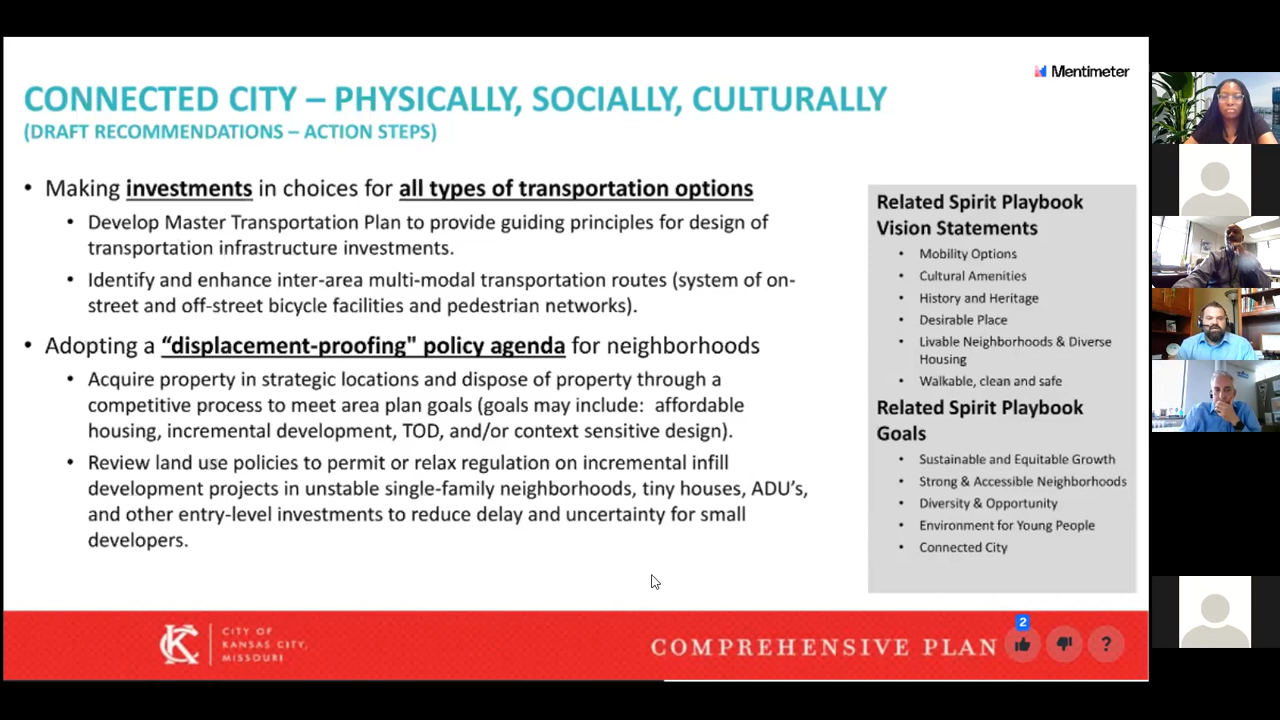 Mentimeter
CONNECTED CITY – PHYSICALLY, SOCIALLY, CULTURALLY
(DRAFT RECOMMENDATIONS – ACTION STEPS)
• Making investments in choices for all types of transportation options
• Develop Master Transportation Plan to provide guiding principles for design of
transportation infrastructure investments.
• Identify and enhance inter-area multi-modal transportation routes (system of on-
street and off-street bicycle facilities and pedestrian networks).
• Adopting a “displacement-proofing" policy agenda for neighborhoods
• Acquire property in strategic locations and dispose of property through a
competitive process to meet area plan goals (goals may include:  affordable
housing, incremental development, TOD, and/or context sensitive design).
• Review land use policies to permit or relax regulation on incremental infill
development projects in unstable single-family neighborhoods, tiny houses, ADU’s,
and other entry-level investments to reduce delay and uncertainty for small
developers.
Related Spirit Playbook
Vision Statements
• Mobility Options
• Cultural Amenities
• History and Heritage
• Desirable Place
• Livable Neighborhoods & Diverse
Housing
• Walkable, clean and safe
Related Spirit Playbook
Goals
• Sustainable and Equitable Growth
• Strong & Accessible Neighborhoods
• Diversity & Opportunity
• Environment for Young People
• Connected City
KC
CITY OF
KANSAS CITY,
MISSOURI
COMPREHENSIVE PLAN
2
?